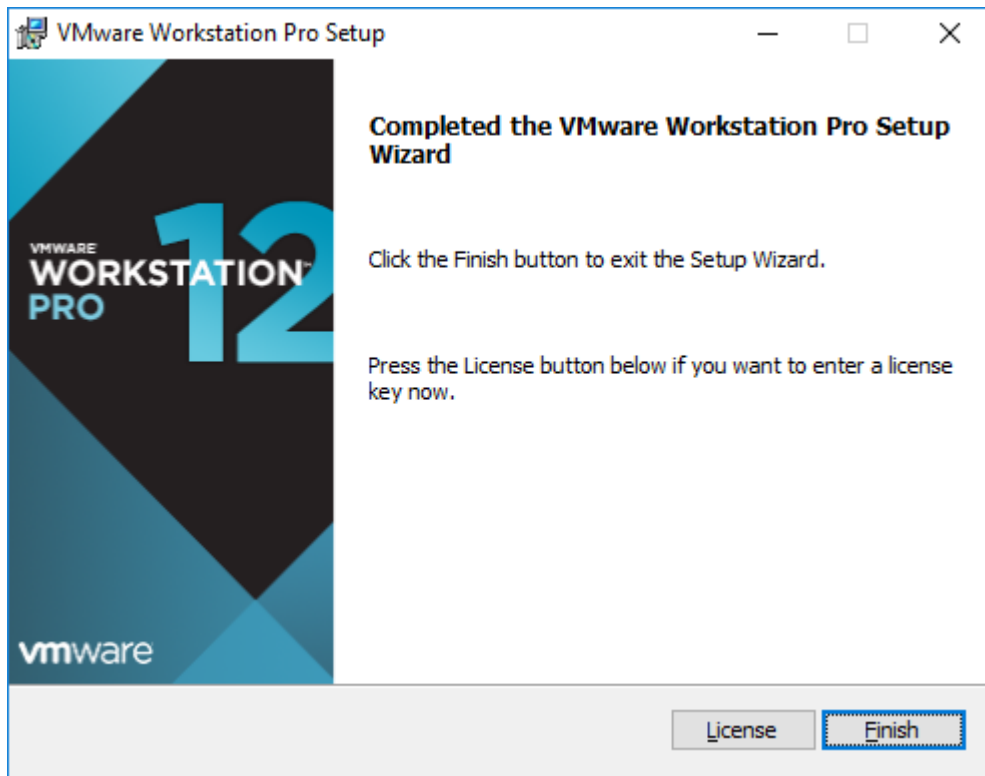 VMware Workstation Pro Setup
Completed the VMware Workstation Pro Setup
Wizard
VMWARE
WORKSTATION™
PRO
12
Click the Finish button to exit the Setup Wizard.
Press the License button below if you want to enter a license
key now.
vmware
License
Finish